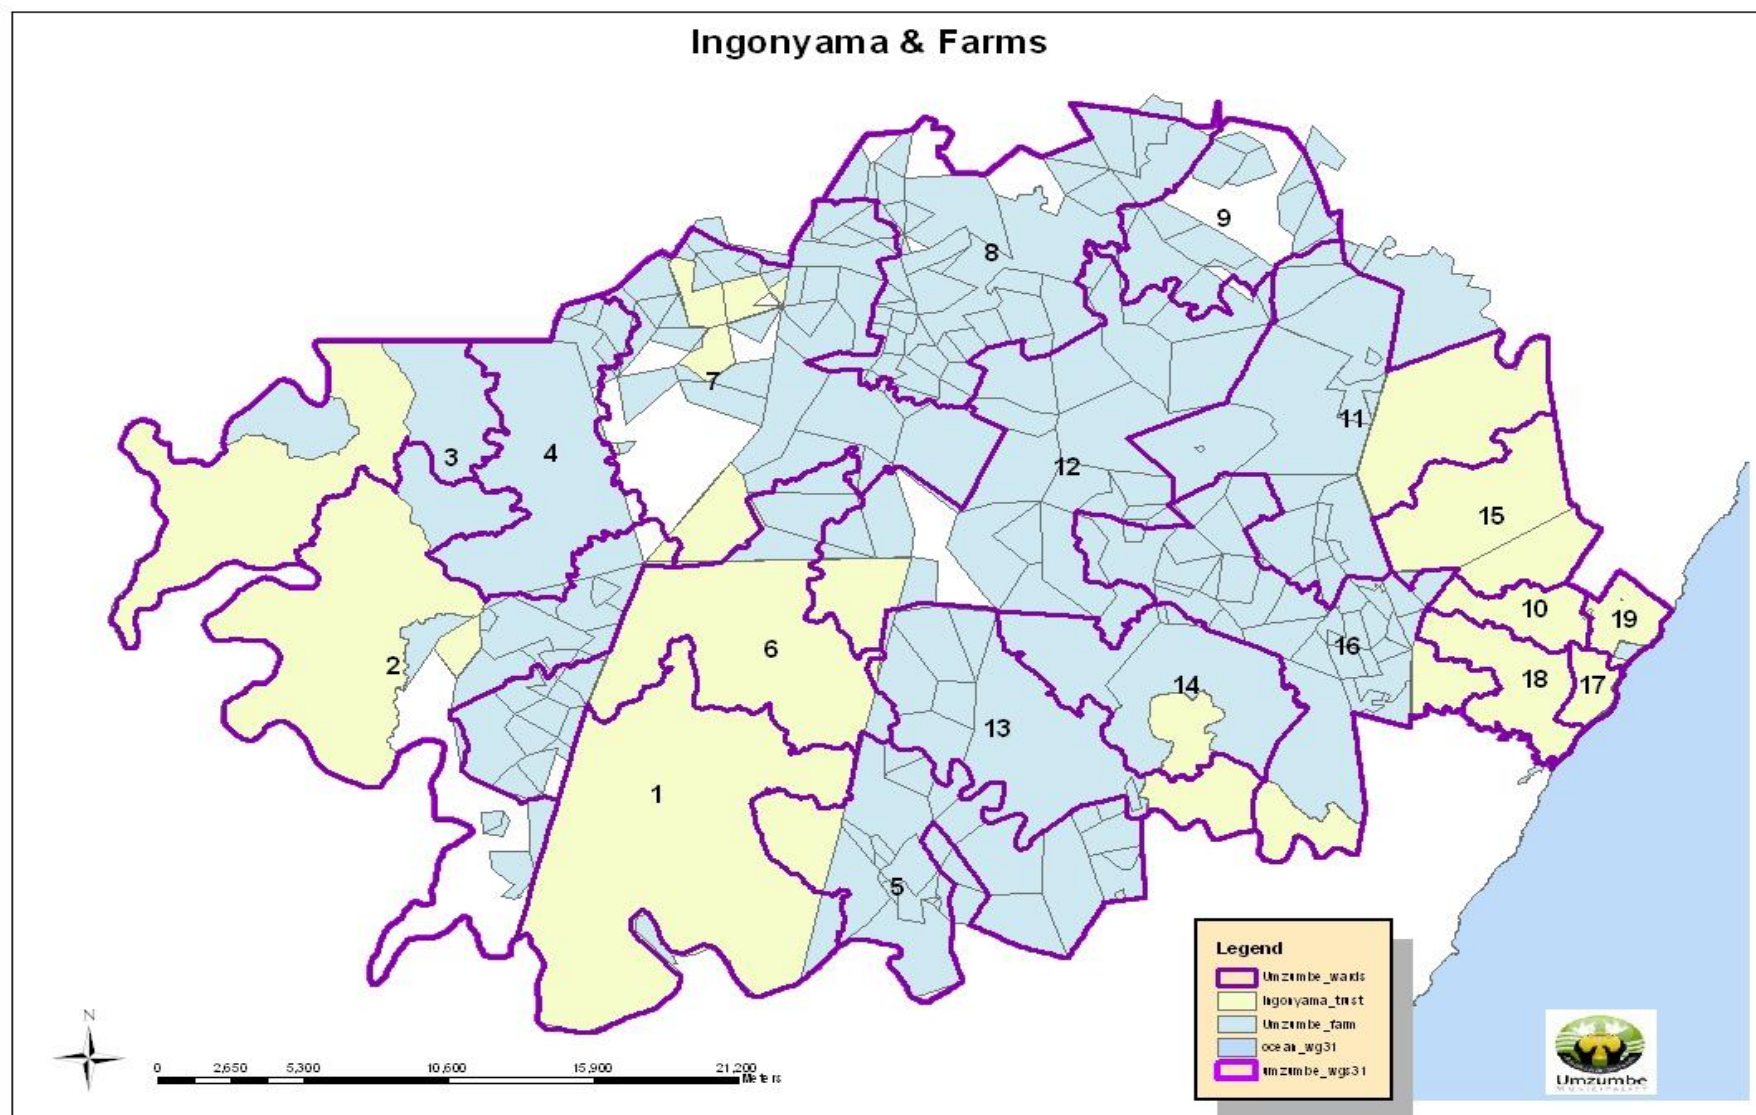 Ingonyama & Farms
9
8
7
11
3
4
12
15
10
19
6
16
2
14
18
17
13
1
5
Legend
Umzumbe_wards
Ingonyama_trust
Umzumbe_farm
ocean_wg31
umzumbe_wgs31
N
0 2,650 5,300 10,600 15,900 21,200
Meters
Umzumbe
MUNICIPALITY